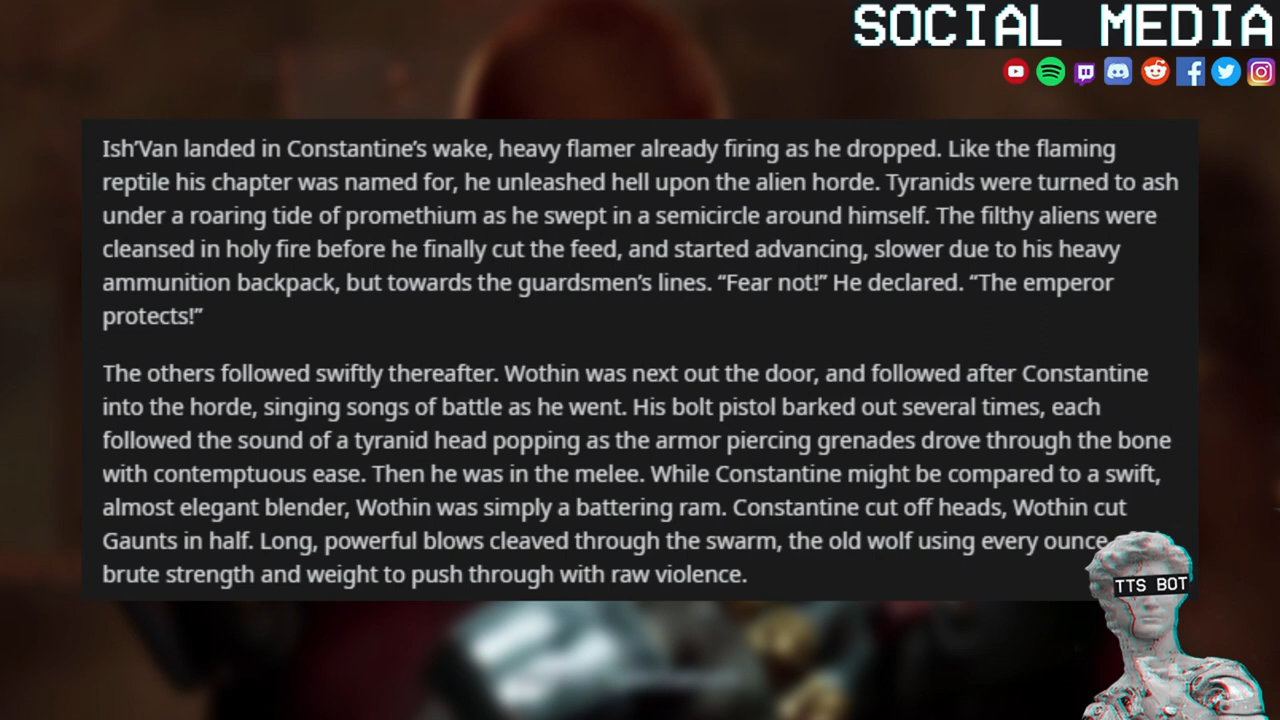 SOCIAL MEDIA
Ish’Van landed in Constantine’s wake, heavy flamer already firing as he dropped. Like the flaming
reptile his chapter was named for, he unleashed hell upon the alien horde. Tyranids were turned to ash
under a roaring tide of promethium as he swept in a semicircle around himself. The filthy aliens were
cleansed in holy fire before he finally cut the feed, and started advancing, slower due to his heavy
ammunition backpack, but towards the guardsmen’s lines. “Fear not!” He declared. “The emperor
protects!”
The others followed swiftly thereafter. Wothin was next out the door, and followed after Constantine
into the horde, singing songs of battle as he went. His bolt pistol barked out several times, each
followed the sound of a tyranid head popping as the armor piercing grenades drove through the bone
with contemptuous ease. Then he was in the melee. While Constantine might be compared to a swift,
almost elegant blender, Wothin was simply a battering ram. Constantine cut off heads, Wothin cut
Gaunts in half. Long, powerful blows cleaved through the swarm, the old wolf using every ounce
brute strength and weight to push through with raw violence.
TTS BOT